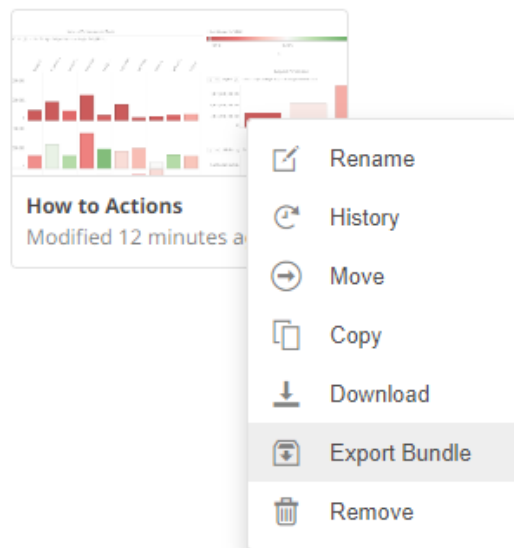 How to Actions
Modified 12 minutes a
Rename
History
Move
Copy
Download
Export Bundle
Remove